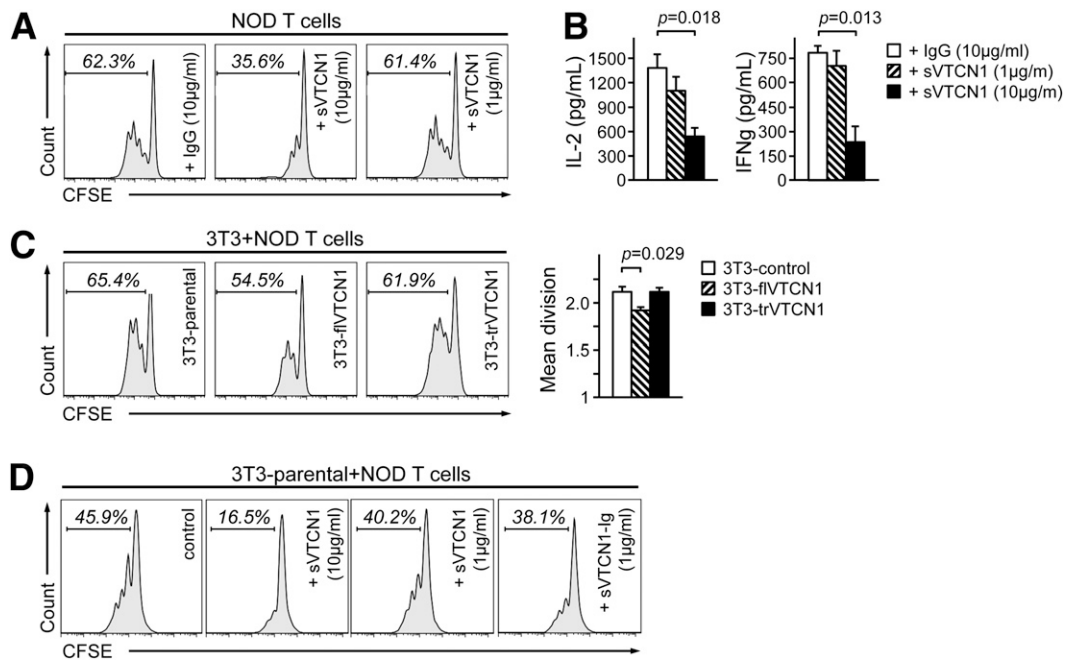 A
NOD T cells
62.3%
+ IgG (10µg/ml)
35.6%
+ sVTCN1
(10µg/ml)
61.4%
+ sVTCN1
(1µg/ml)
Count
CFSE
B
p=0.018
IL-2 (pg/mL)
1500
1200
900
600
300
0
p=0.013
IFNg (pg/mL)
750
600
450
300
150
0
+ IgG (10µg/ml)
+ sVTCN1 (1µg/m)
+ sVTCN1 (10µg/m)
C
3T3+NOD T cells
65.4%
3T3-parental
54.5%
3T3-flVTCN1
61.9%
3T3-trVTCN1
Count
CFSE
p=0.029
Mean division
2.0
1.5
1
3T3-control
3T3-flVTCN1
3T3-trVTCN1
D
3T3-parental+NOD T cells
45.9%
control
16.5%
+ sVTCN1
(10µg/ml)
40.2%
+ sVTCN1
(1µg/ml)
38.1%
+ sVTCN1-Ig
(1µg/ml)
Count
CFSE